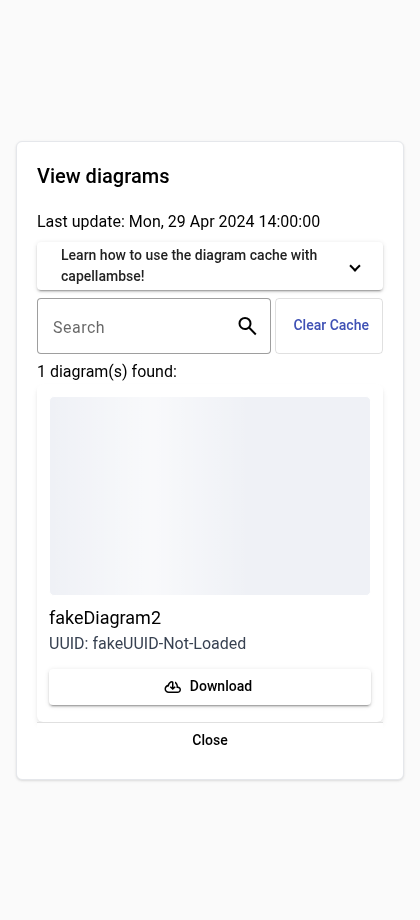 View diagrams
Last update: Mon, 29 Apr 2024 14:00:00
Learn how to use the diagram cache with
capellambse!
Search
Clear Cache
1 diagram(s) found:
fakeDiagram2
UUID: fakeUUID-Not-Loaded
Download
Close